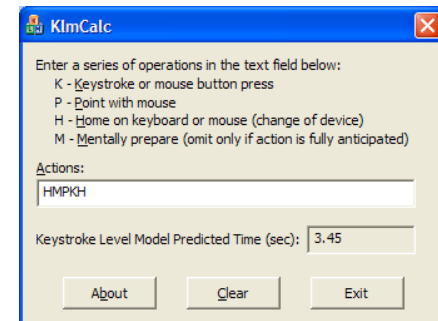 KlmCalc
Enter a series of operations in the text field below:
K - Keystroke or mouse button press
P - Point with mouse
H - Home on keyboard or mouse (change of device)
M - Mentally prepare (omit only if action is fully anticipated)
Actions:
HMPKH
Keystroke Level Model Predicted Time (sec): 3.45
About Clear Exit